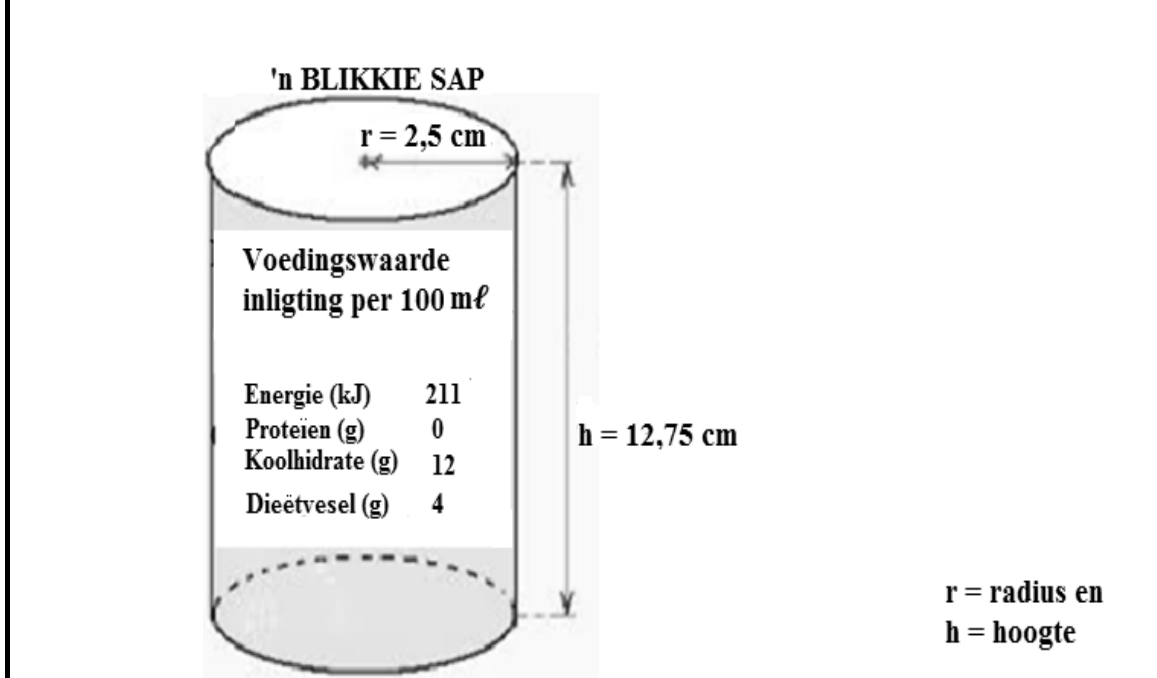 'n BLIKKIE SAP
r = 2,5 cm
Voedingswaarde
inligting per 100 mℓ
Energie (kJ) 211
Proteïen (g) 0
Koolhidrate (g) 12
Dieëtvesel (g) 4
h = 12,75 cm
r = radius en
h = hoogte